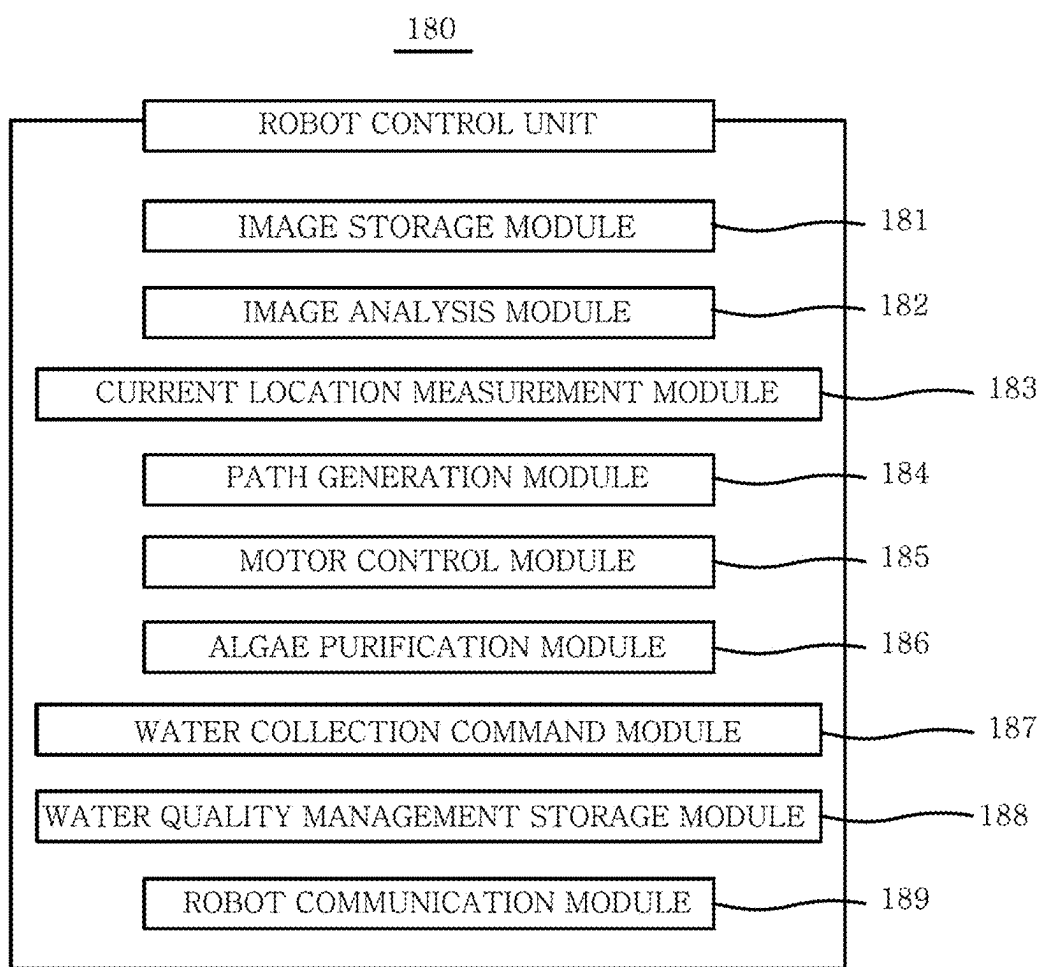 180
ROBOT CONTROL UNIT
IMAGE STORAGE MODULE 181
IMAGE ANALYSIS MODULE 182
CURRENT LOCATION MEASUREMENT MODULE 183
PATH GENERATION MODULE 184
MOTOR CONTROL MODULE 185
ALGAE PURIFICATION MODULE 186
WATER COLLECTION COMMAND MODULE 187
WATER QUALITY MANAGEMENT STORAGE MODULE 188
ROBOT COMMUNICATION MODULE 189